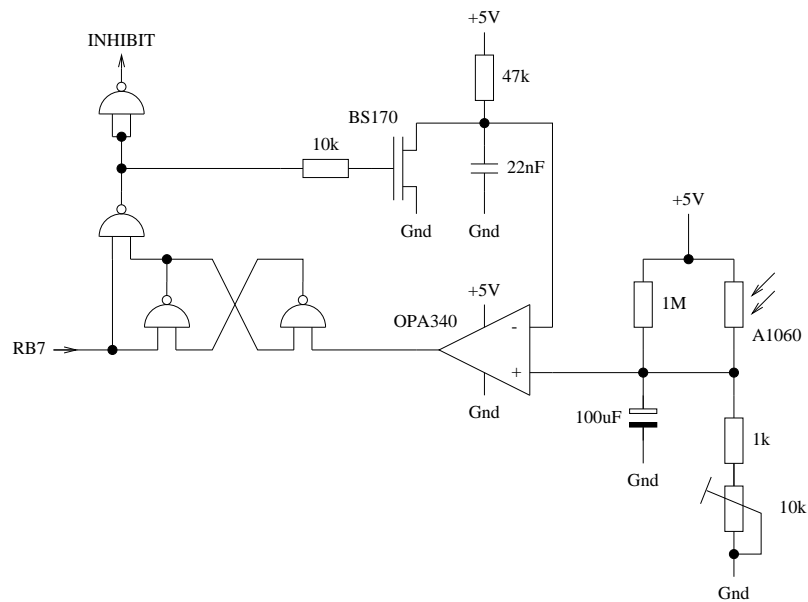 +5V
INHIBIT
47k
BS170
10k
22nF
Gnd
Gnd
+5V
+5V
OPA340
-
1M
A1060
RB7
+
Gnd
100uF
1k
Gnd
10k
Gnd